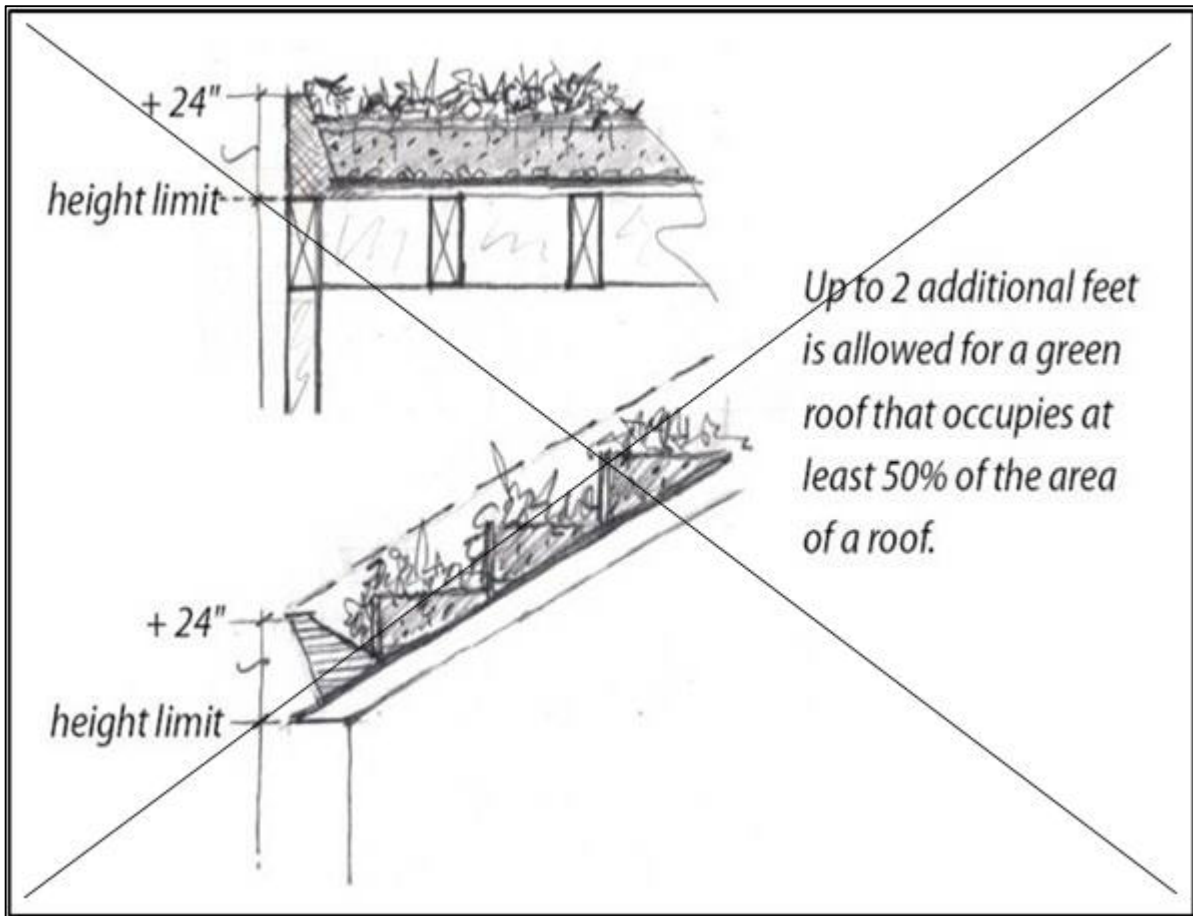 + 24"
height limit
Up to 2 additional feet
is allowed for a green
roof that occupies at
least 50% of the area
of a roof.
+ 24"
height limit